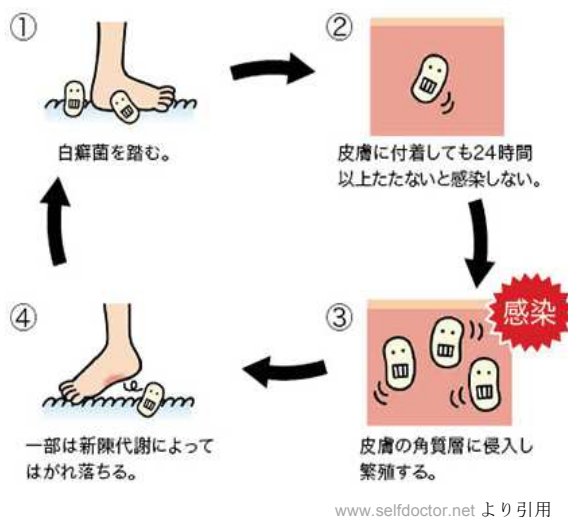 ①
白癬菌を踏む。
②
皮膚に付着しても24時間
以上たたないと感染しない。
感染
③
皮膚の角質層に侵入し
繁殖する。
④
一部は新陳代謝によって
はがれ落ちる。
www.selfdoctor.net より引用